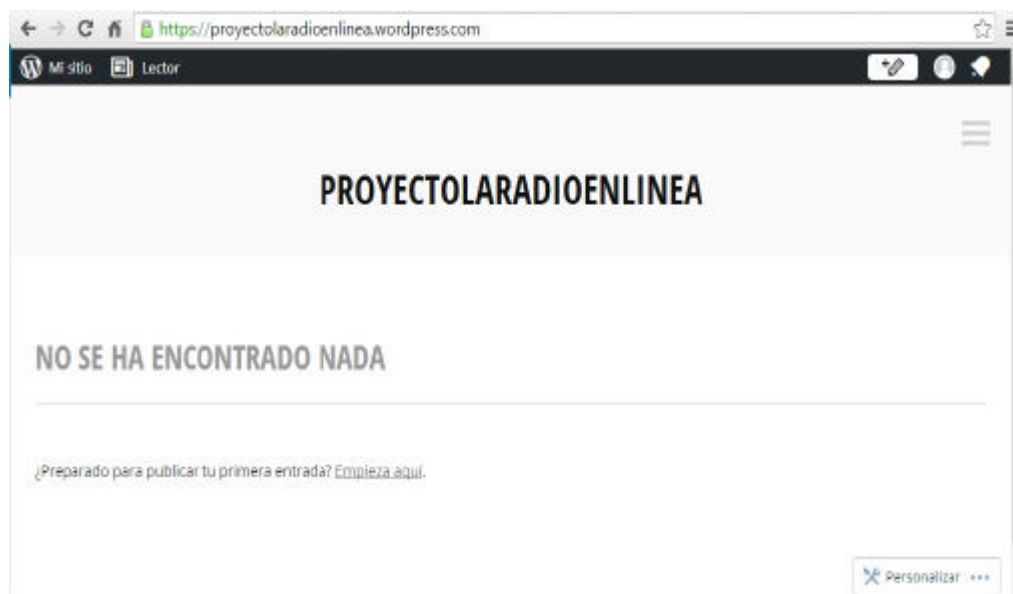 https://proyectolaradioenlinea.wordpress.com
Mi sitio Lector
PROYECTOLARADIOENLINEA
NO SE HA ENCONTRADO NADA
¿Preparado para publicar tu primera entrada? Empieza aquí.
Personalizar